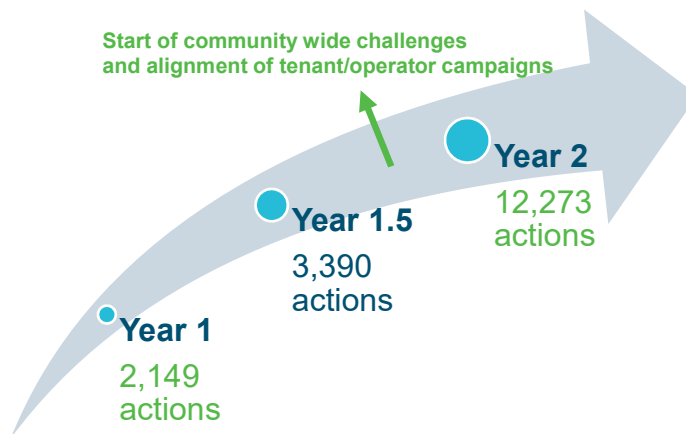 Start of community wide challenges
and alignment of tenant/operator campaigns
Year 2
12,273
actions
Year 1.5
3,390
actions
Year 1
2,149
actions